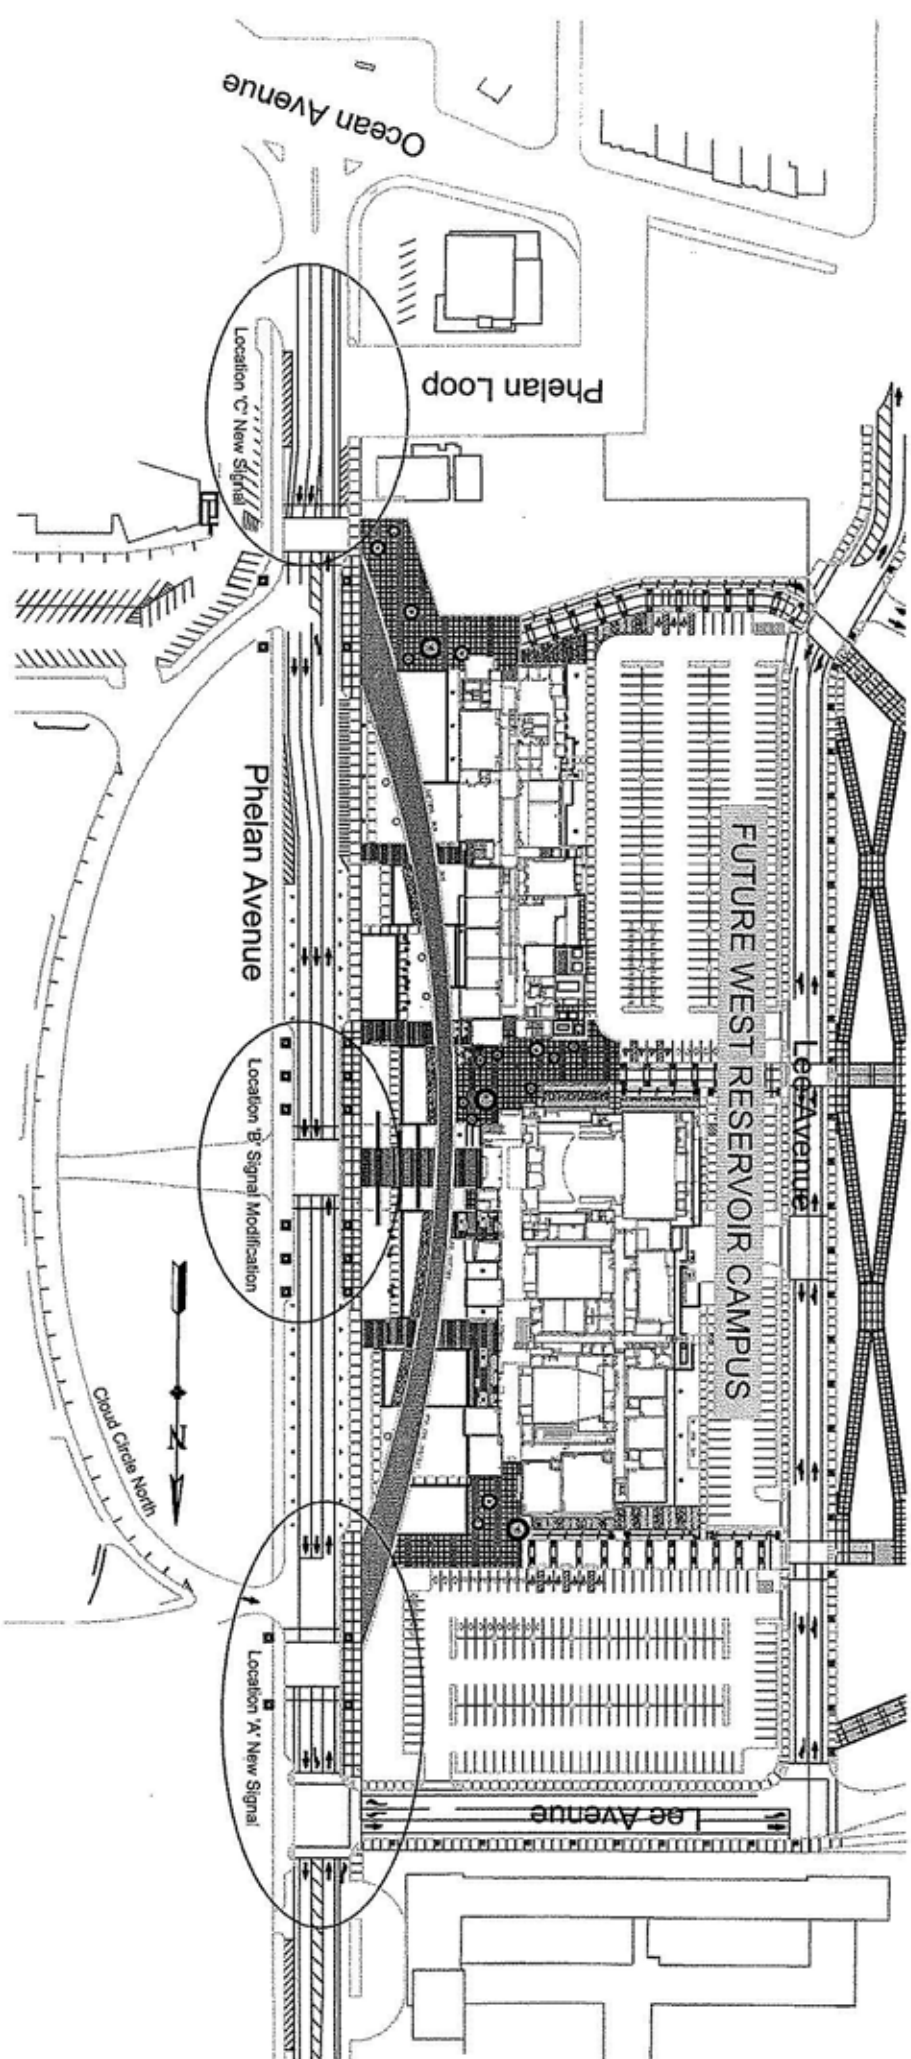 Ocean Avenue
Phelan Loop
Location 'C' New Signal
Phelan Avenue
FUTURE WEST RESERVOIR CAMPUS
Lee Avenue
Location 'B' Signal Modification
N
Cloud Circle North
Location 'A' New Signal
Lee Avenue